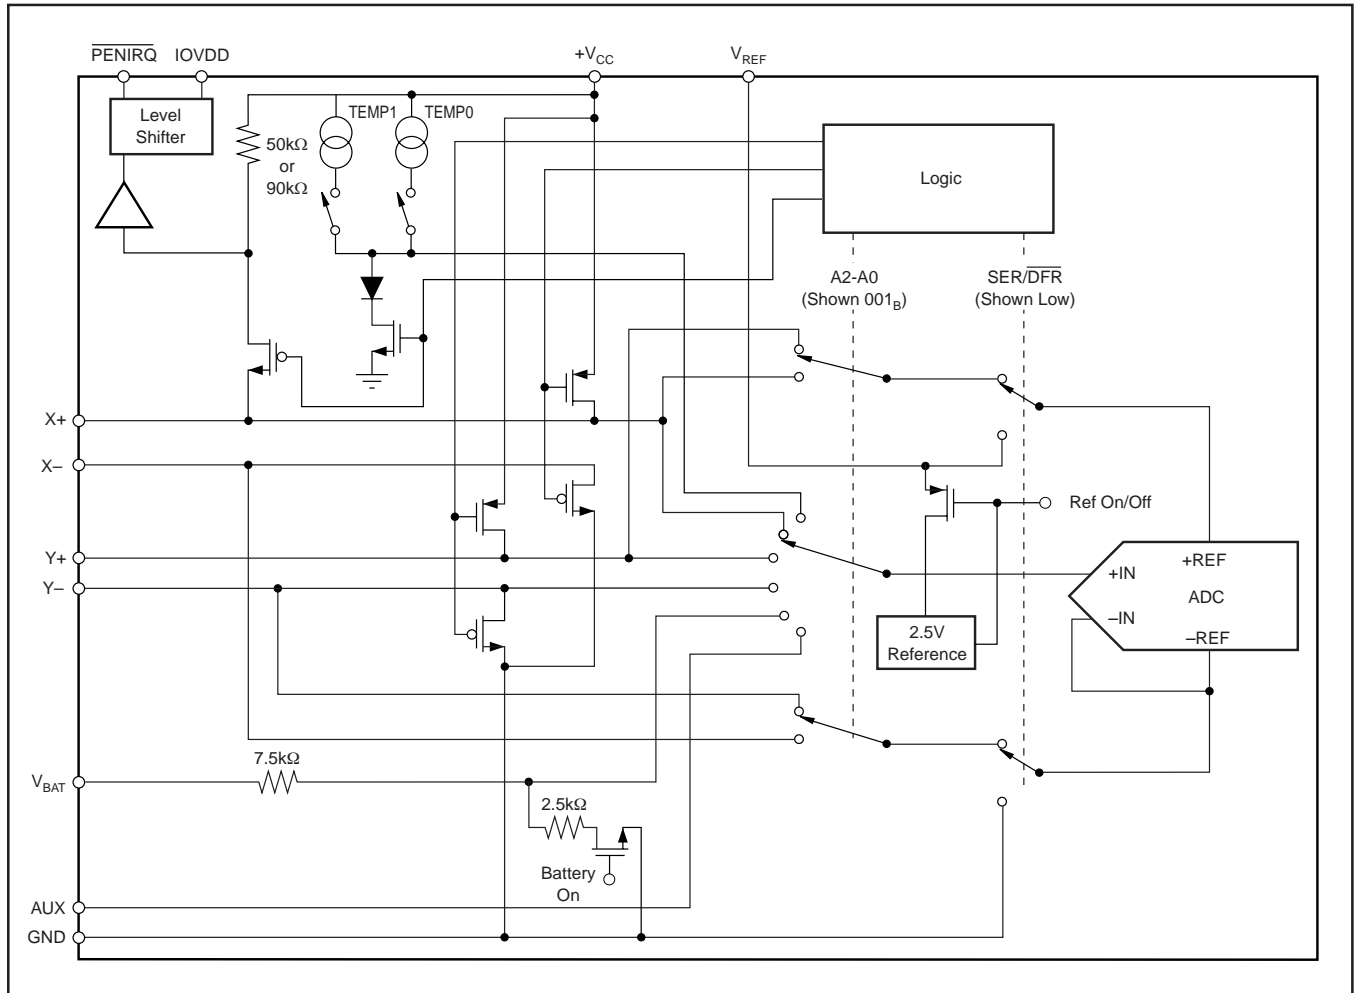 PENIRQ IOVDD +VCC VREF
Level
Shifter
50kΩ
or
90kΩ
TEMP1 TEMP0
Logic
A2-A0
(Shown 001B)
SER/DFR
(Shown Low)
X+
X–
Y+
Y–
Ref On/Off
+IN
–IN
+REF
ADC
–REF
2.5V
Reference
7.5kΩ
VBAT
2.5kΩ
Battery
On
AUX
GND